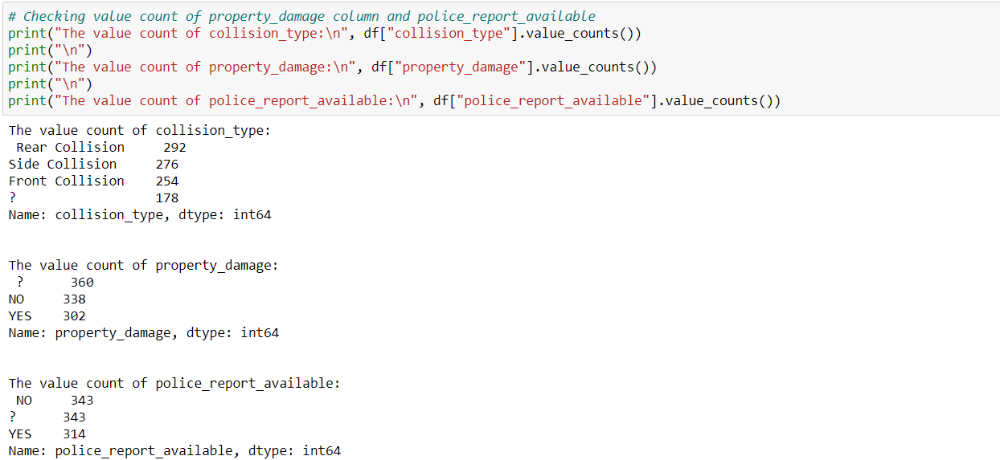 # Checking value count of property_damage column and police_report_available
print("The value count of collision_type:\n", df["collision_type"].value_counts())
print("\n")
print("The value count of property_damage:\n", df["property_damage"].value_counts())
print("\n")
print("The value count of police_report_available:\n", df["police_report_available"].value_counts())
The value count of collision_type:
 Rear Collision     292
Side Collision     276
Front Collision    254
?                  178
Name: collision_type, dtype: int64
The value count of property_damage:
 ?      360
NO     338
YES    302
Name: property_damage, dtype: int64
The value count of police_report_available:
 NO     343
?      343
YES    314
Name: police_report_available, dtype: int64